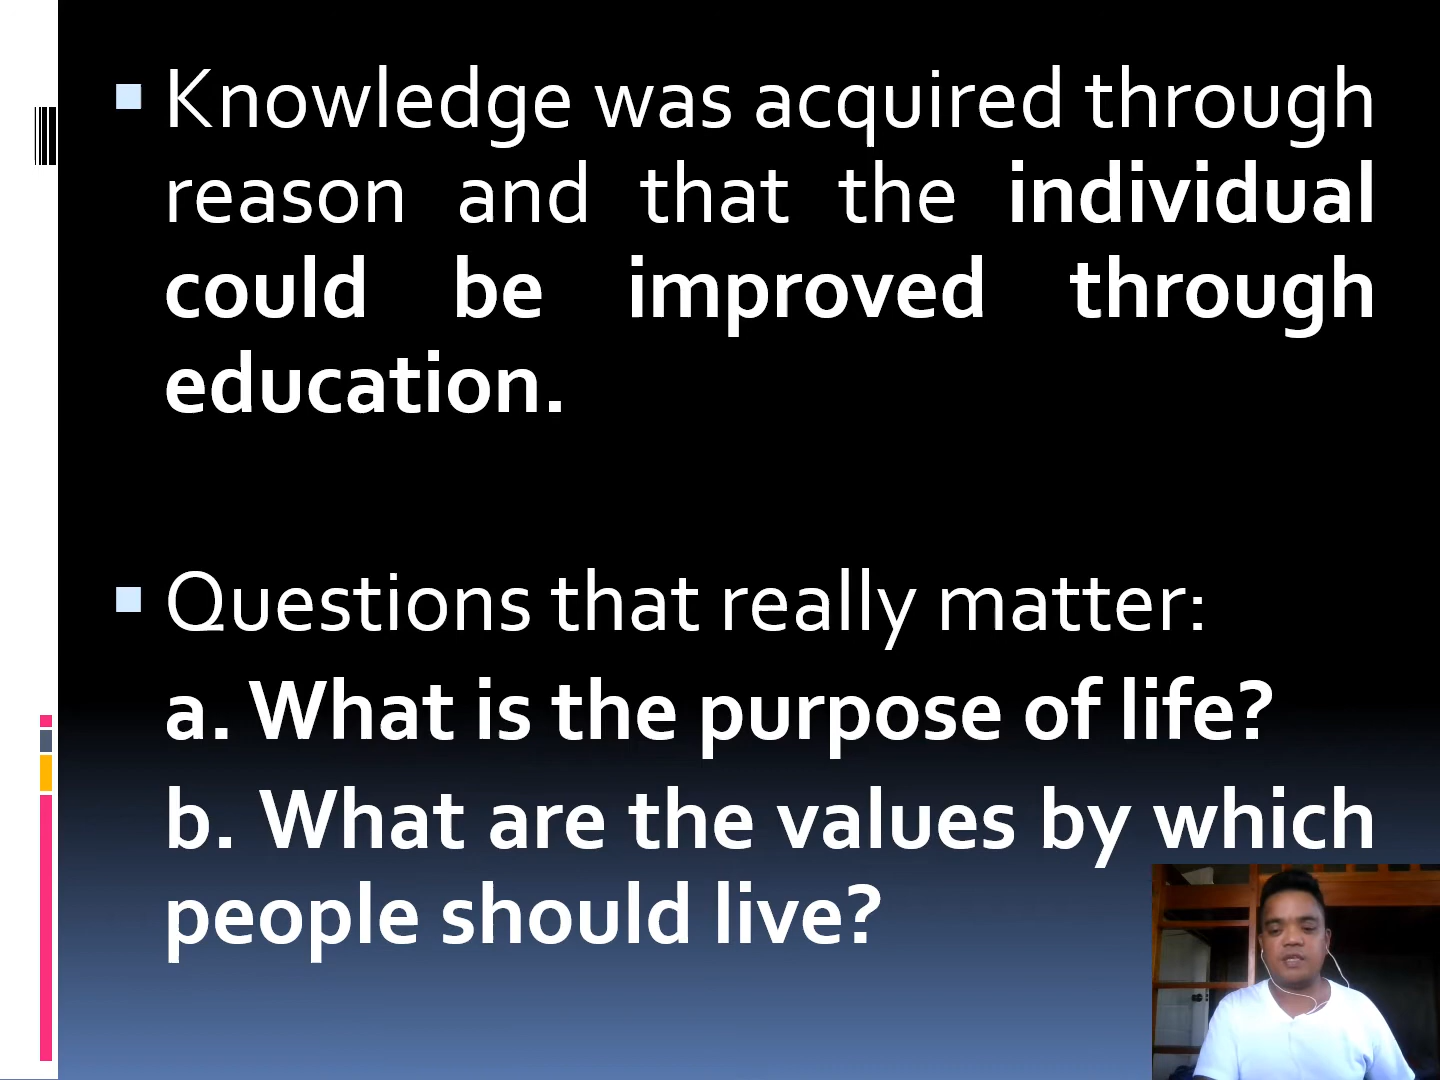 Knowledge was acquired through
reason and that the individual
could be improved through
education.
Questions that really matter:
a. What is the purpose of life?
b. What are the values by which
people should live?